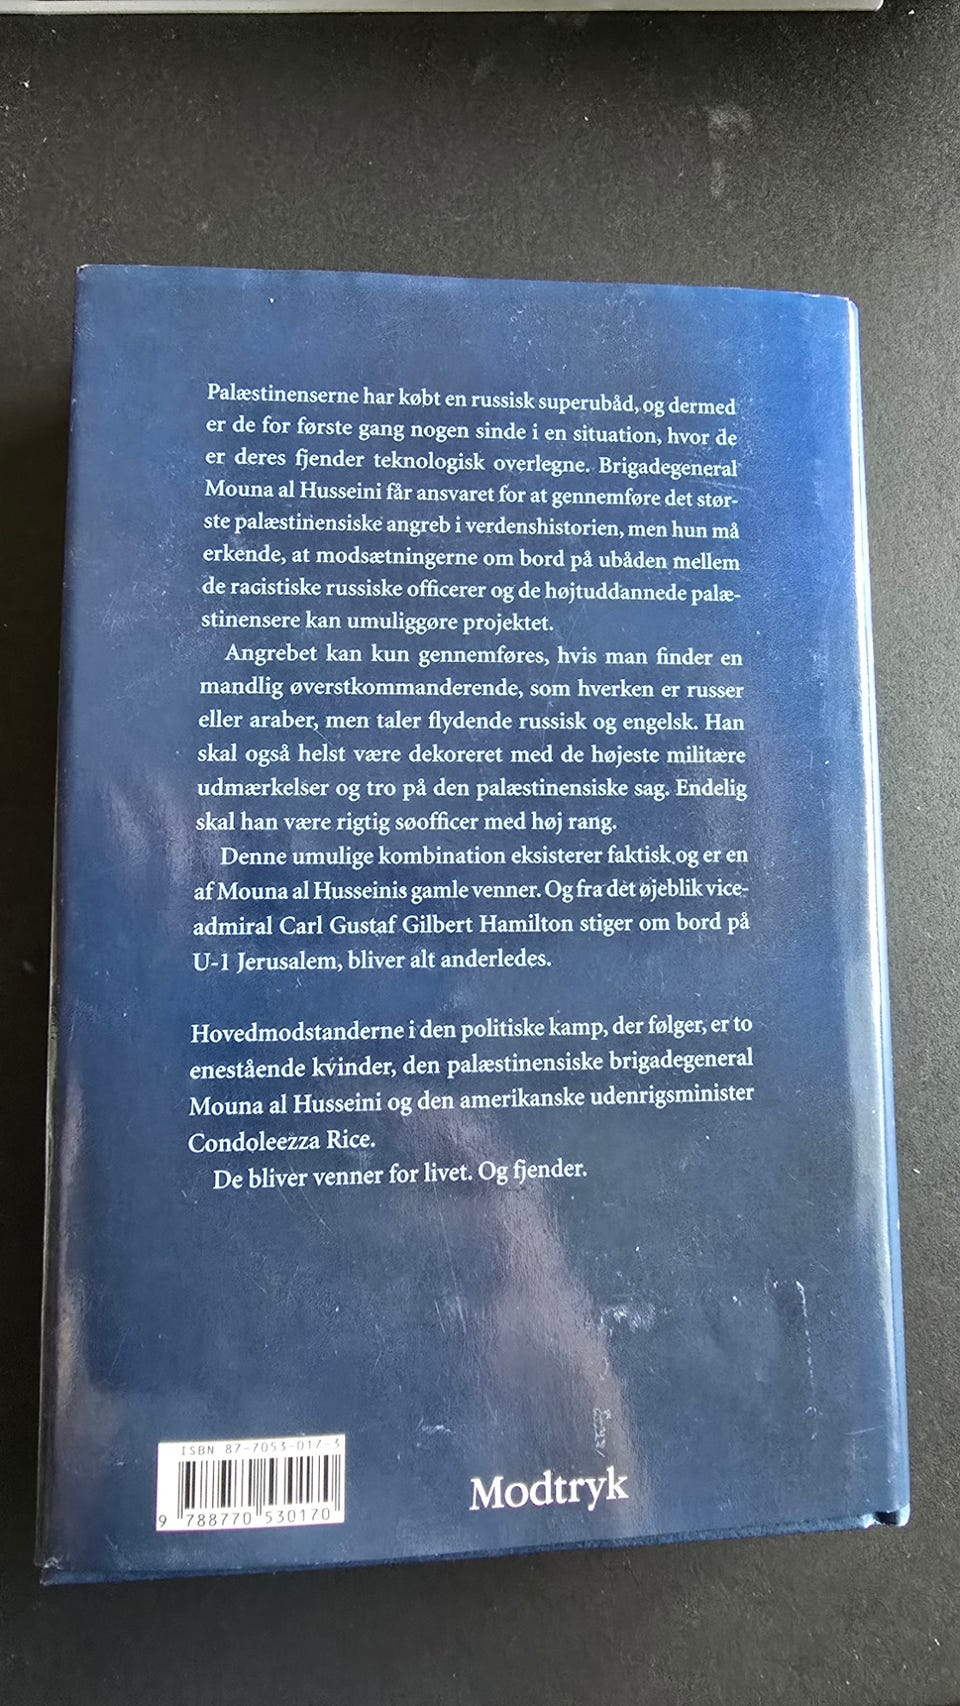 Palæstinenserne har købt en russisk superubåd, og dermed
er de for første gang nogen sinde i en situation, hvor de
er deres fjender teknologisk overlegne. Brigadegeneral
Mouna al Husseini får ansvaret for at gennemføre det stør-
ste palæstinensiske angreb i verdenshistorien, men hun må
erkende, at modsætningerne om bord på ubåden mellem
de racistiske russiske officerer og de højtuddannede palæ-
stinensere kan umuliggøre projektet.
Angrebet kan kun gennemføres, hvis man finder en
mandlig øverstkommanderende, som hverken er russer
eller araber, men taler flydende russisk og engelsk. Han
skal også helst være dekoreret med de højeste militære
udmærkelser og tro på den palæstinensiske sag. Endelig
skal han være rigtig søofficer med høj rang.
Denne umulige kombination eksisterer faktisk og er en
af Mouna al Husseinis gamle venner. Og fra det øjeblik vice-
admiral Carl Gustaf Gilbert Hamilton stiger om bord på
U-1 Jerusalem, bliver alt anderledes.
Hovedmodstanderne i den politiske kamp, der følger, er to
enestående kvinder, den palæstinensiske brigadegeneral
Mouna al Husseini og den amerikanske udenrigsminister
Condoleezza Rice.
De bliver venner for livet. Og fjender.
ISBN 87-7053-017-3
9 788770 530170
Modtryk